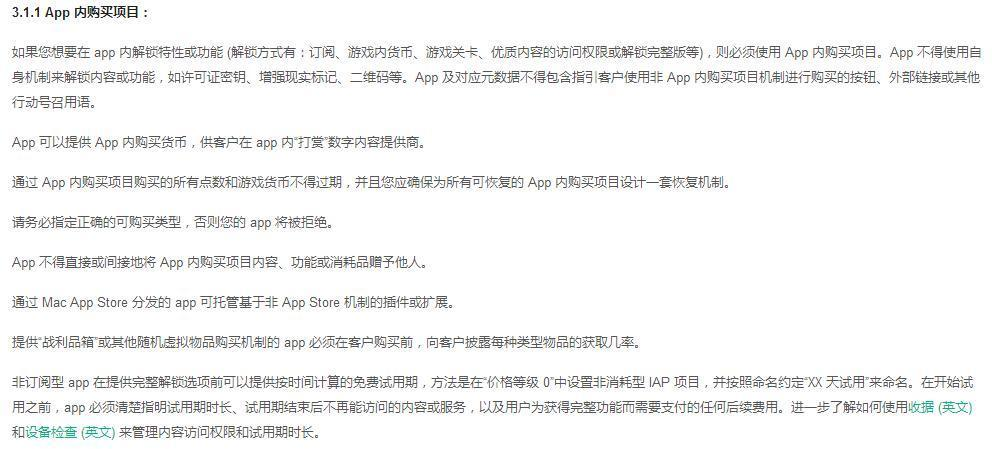 3.1.1 App 内购买项目：
如果您想要在 app 内解锁特性或功能 (解锁方式有：订阅、游戏内货币、游戏关卡、优质内容的访问权限或解锁完整版等)，则必须使用 App 内购买项目。App 不得使用自
身机制来解锁内容或功能，如许可证密钥、增强现实标记、二维码等。App 及对应元数据不得包含指引客户使用非 App 内购买项目机制进行购买的按钮、外部链接或其他
行动号召用语。
App 可以提供 App 内购买货币，供客户在 app 内“打赏”数字内容提供商。
通过 App 内购买项目购买的所有点数和游戏货币不得过期，并且您应确保为所有可恢复的 App 内购买项目设计一套恢复机制。
请务必指定正确的可购买类型，否则您的 app 将被拒绝。
App 不得直接或间接地将 App 内购买项目内容、功能或消耗品赠予他人。
通过 Mac App Store 分发的 app 可托管基于非 App Store 机制的插件或扩展。
提供“战利品箱”或其他随机虚拟物品购买机制的 app 必须在客户购买前，向客户披露每种类型物品的获取几率。
非订阅型 app 在提供完整解锁选项前可以提供按时间计算的免费试用期，方法是在“价格等级 0”中设置非消耗型 IAP 项目，并按照命名约定“XX 天试用”来命名。在开始试
用之前，app 必须清楚指明试用期时长、试用期结束后不再能访问的内容或服务，以及用户为获得完整功能而需要支付的任何后续费用。进一步了解如何使用收据 (英文)
和设备检查 (英文) 来管理内容访问权限和试用期时长。